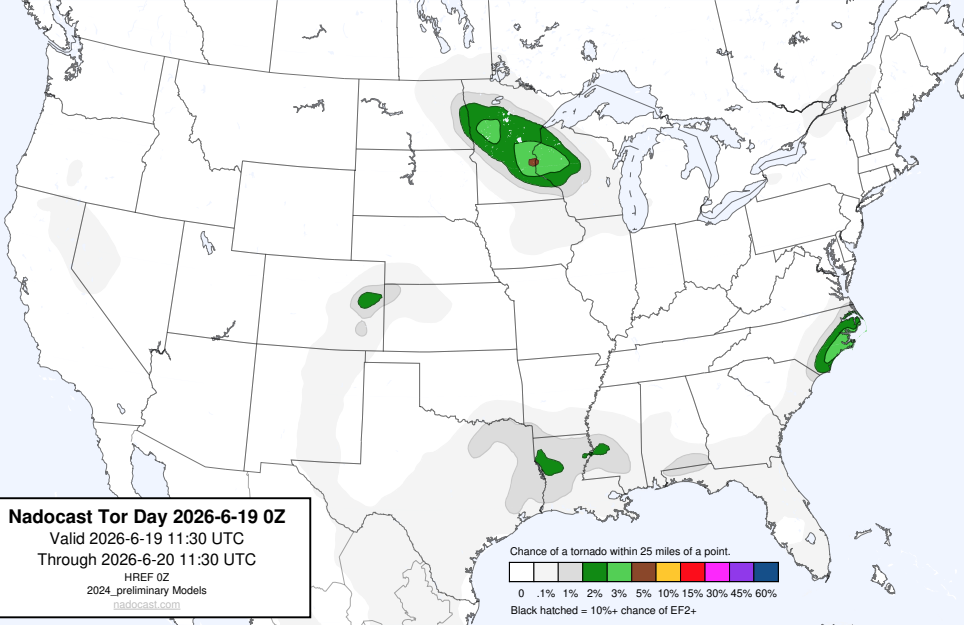 Nadocast Tor Day 2026-6-19 0Z
Valid 2026-6-19 11:30 UTC
Through 2026-6-20 11:30 UTC
HREF 0Z
2024_preliminary Models
nadocast.com
Chance of a tornado within 25 miles of a point.
0 .1% 1% 2% 3% 5% 10% 15% 30% 45% 60%
Black hatched = 10%+ chance of EF2+